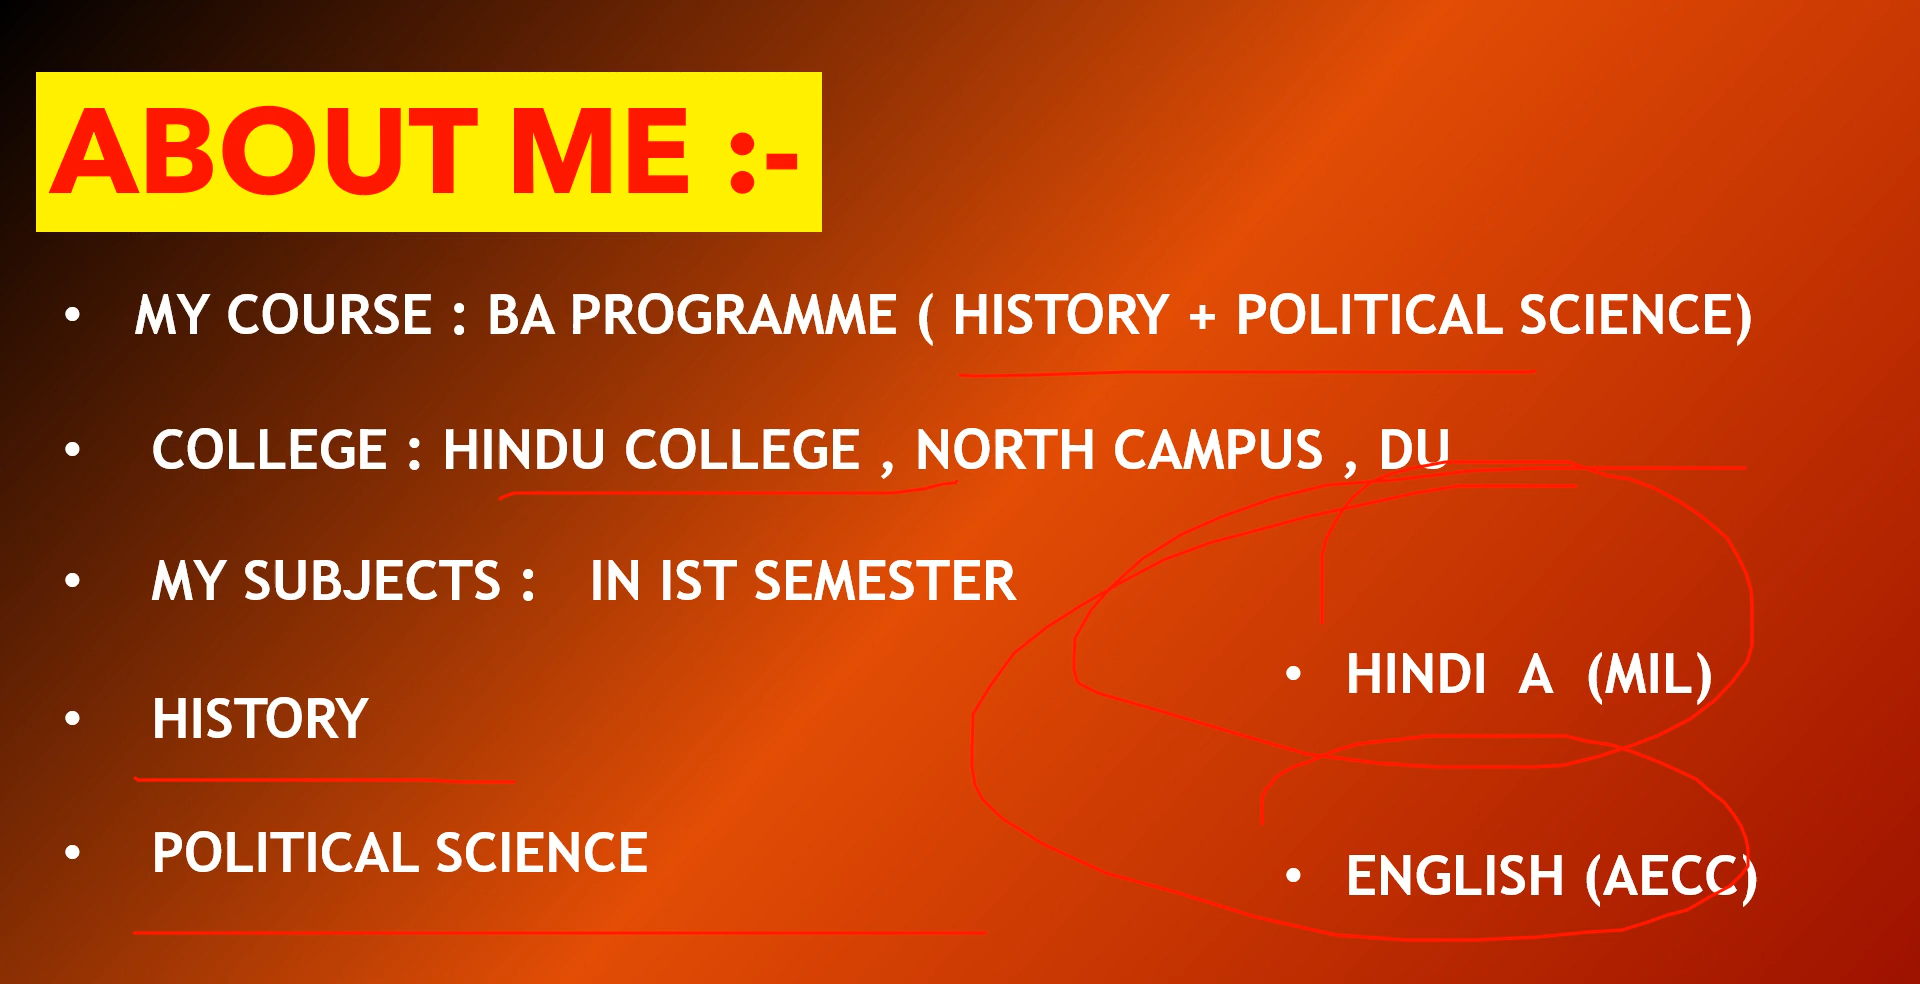 ABOUT ME :-
• MY COURSE : BA PROGRAMME ( HISTORY + POLITICAL SCIENCE)
• COLLEGE : HINDU COLLEGE , NORTH CAMPUS , DU
• MY SUBJECTS : IN IST SEMESTER
• HISTORY
• POLITICAL SCIENCE
• HINDI A (MIL)
• ENGLISH (AECC)